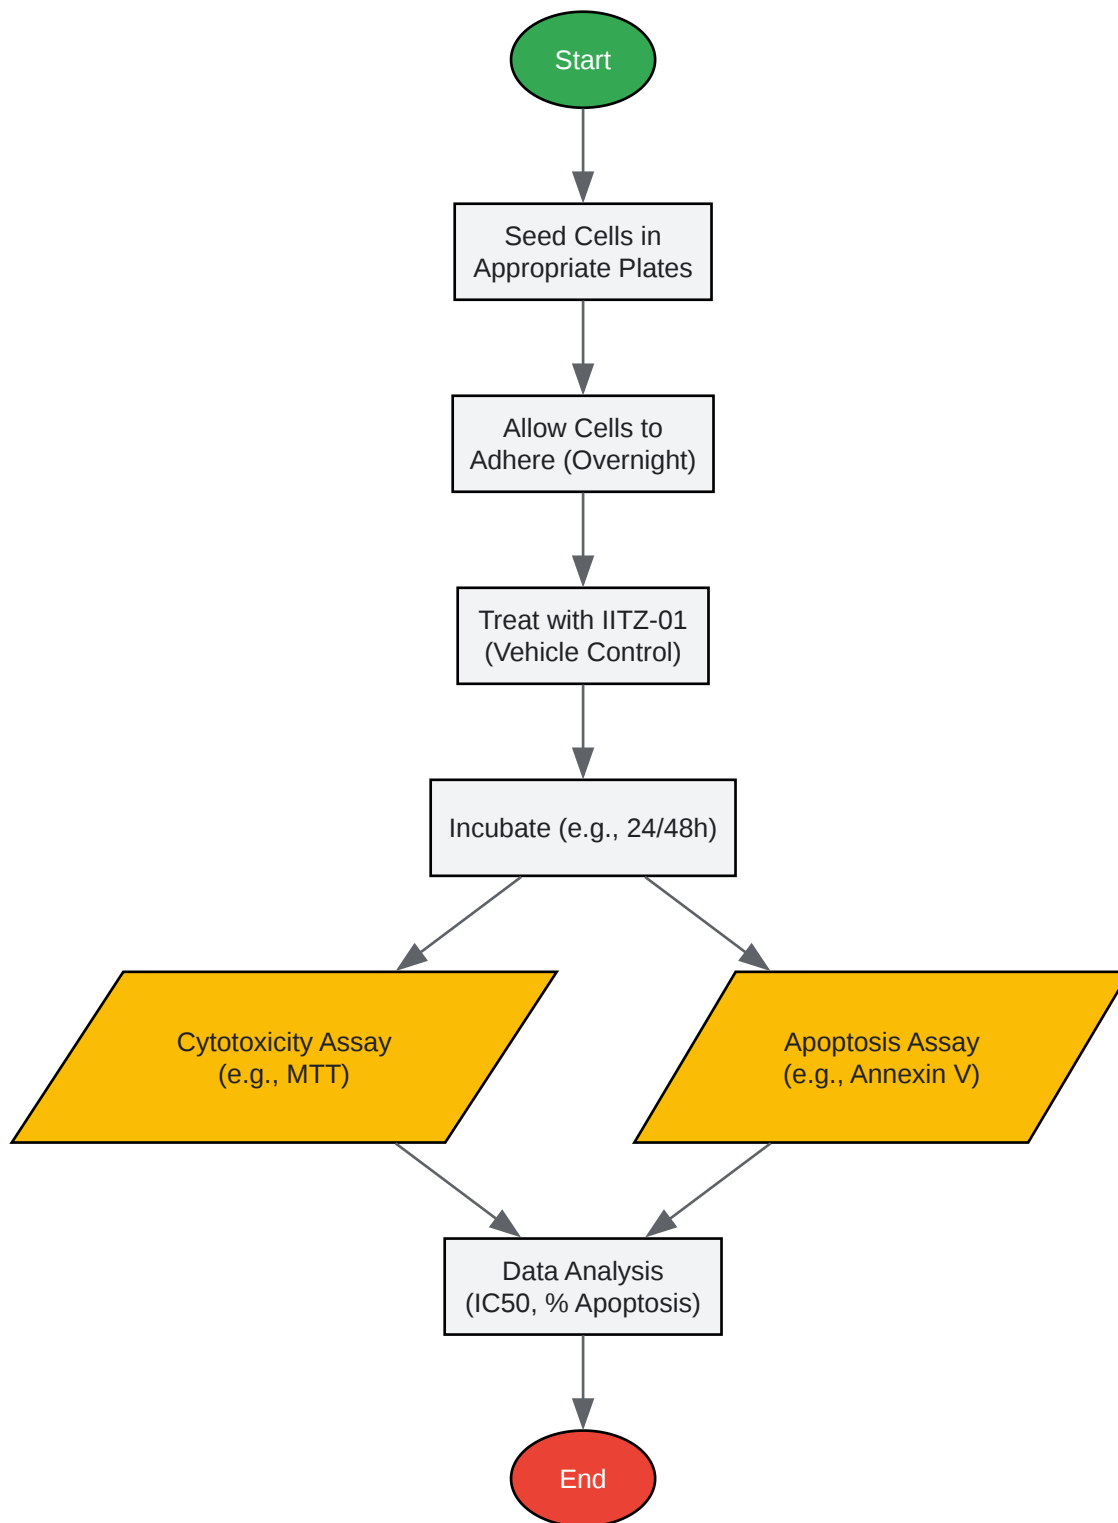 Start
Seed Cells in
Appropriate Plates
Allow Cells to
Adhere (Overnight)
Treat with IITZ-01
(Vehicle Control)
Incubate (e.g., 24/48h)
Cytotoxicity Assay
(e.g., MTT)
Apoptosis Assay
(e.g., Annexin V)
Data Analysis
(IC50, % Apoptosis)
End